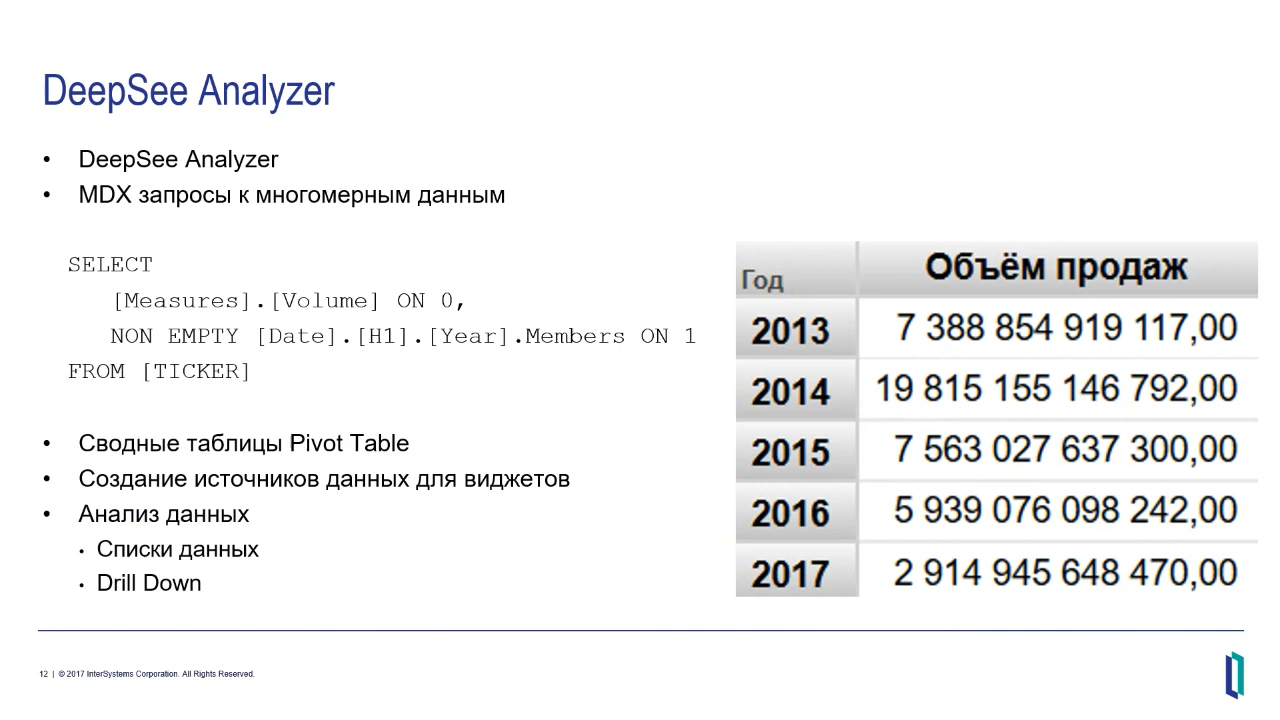 DeepSee Analyzer
• DeepSee Analyzer
• MDX запросы к многомерным данным
SELECT
[Measures].[Volume] ON 0,
NON EMPTY [Date].[H1].[Year].Members ON 1
FROM [TICKER]
• Сводные таблицы Pivot Table
• Создание источников данных для виджетов
• Анализ данных
• Списки данных
• Drill Down
Год Объём продаж
2013 7 388 854 919 117,00
2014 19 815 155 146 792,00
2015 7 563 027 637 300,00
2016 5 939 076 098 242,00
2017 2 914 945 648 470,00
12 | © 2017 InterSystems Corporation. All Rights Reserved.